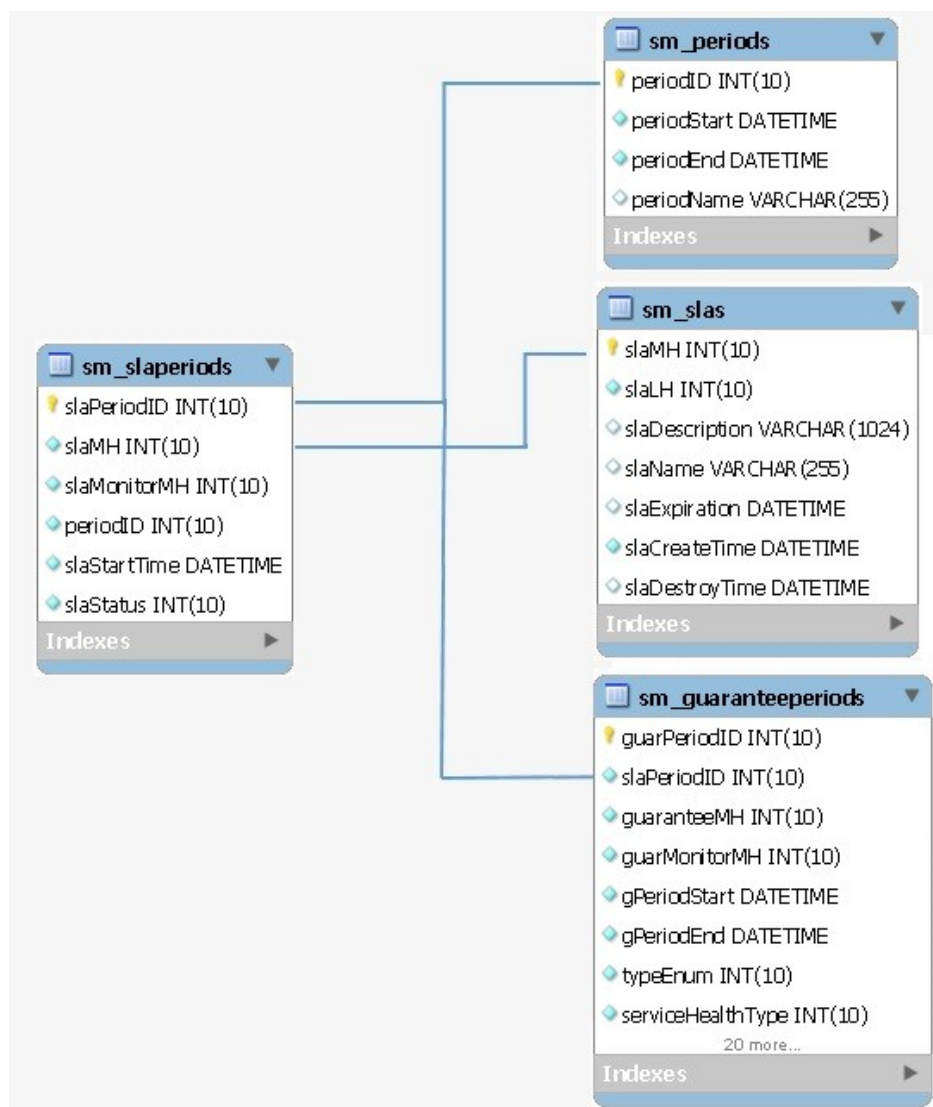 sm_periods
periodID INT(10)
periodStart DATETIME
periodEnd DATETIME
periodName VARCHAR(255)
Indexes
sm_slas
slaMH INT(10)
slaLH INT(10)
slaDescription VARCHAR(1024)
slaName VARCHAR(255)
slaExpiration DATETIME
slaCreateTime DATETIME
slaDestroyTime DATETIME
Indexes
sm_slaperiods
slaPeriodID INT(10)
slaMH INT(10)
slaMonitorMH INT(10)
periodID INT(10)
slaStartTime DATETIME
slaStatus INT(10)
Indexes
sm_guaranteeperiods
guarPeriodID INT(10)
slaPeriodID INT(10)
guaranteeMH INT(10)
guarMonitorMH INT(10)
gPeriodStart DATETIME
gPeriodEnd DATETIME
typeEnum INT(10)
serviceHealthType INT(10)
20 more...
Indexes